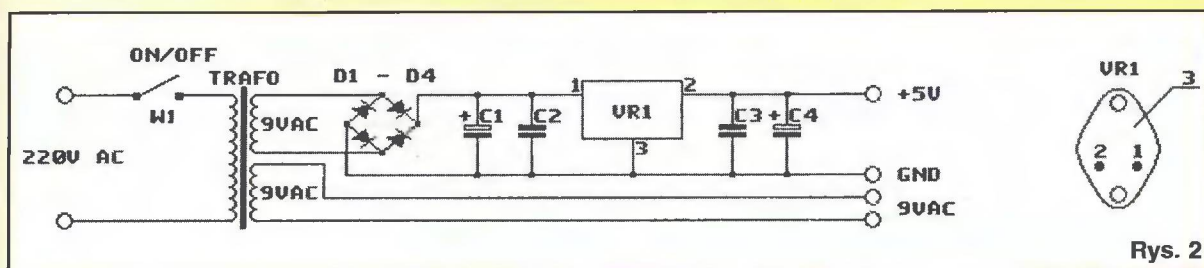 ON/OFF
TRAFO
D1 - D4
W1
220V AC
9VAC
9VAC
+C1
C2
1
VR1
2
3
C3
+C4
+5V
GND
9VAC
VR1
3
2 1
Rys. 2